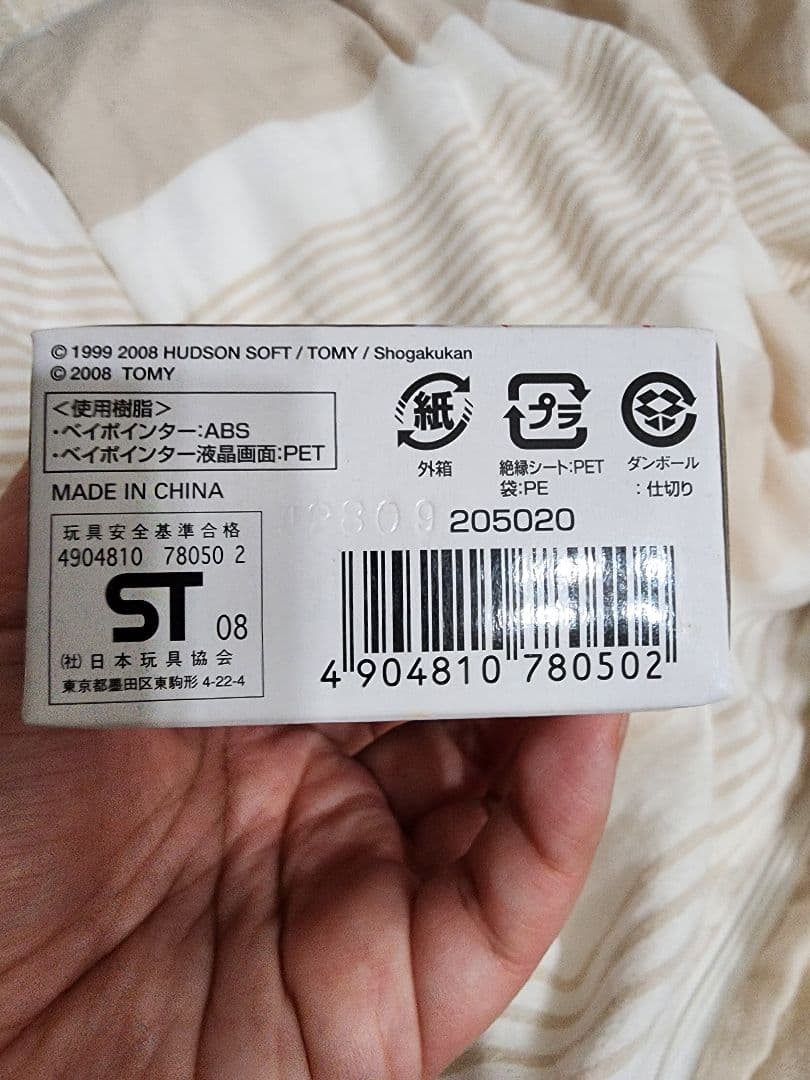 © 1999 2008 HUDSON SOFT / TOMY / Shogakukan
© 2008 TOMY
＜使用樹脂＞
・ベイポインター:ABS
・ベイポインター液晶画面:PET
MADE IN CHINA
紙
外箱
プラ
絶縁シート:PET
袋:PE
ダンボール
:仕切り
玩具安全基準合格
4904810 78050 2
ST 08
(社)日本玩具協会
東京都墨田区東駒形 4-22-4
2809
205020
4 904810 780502